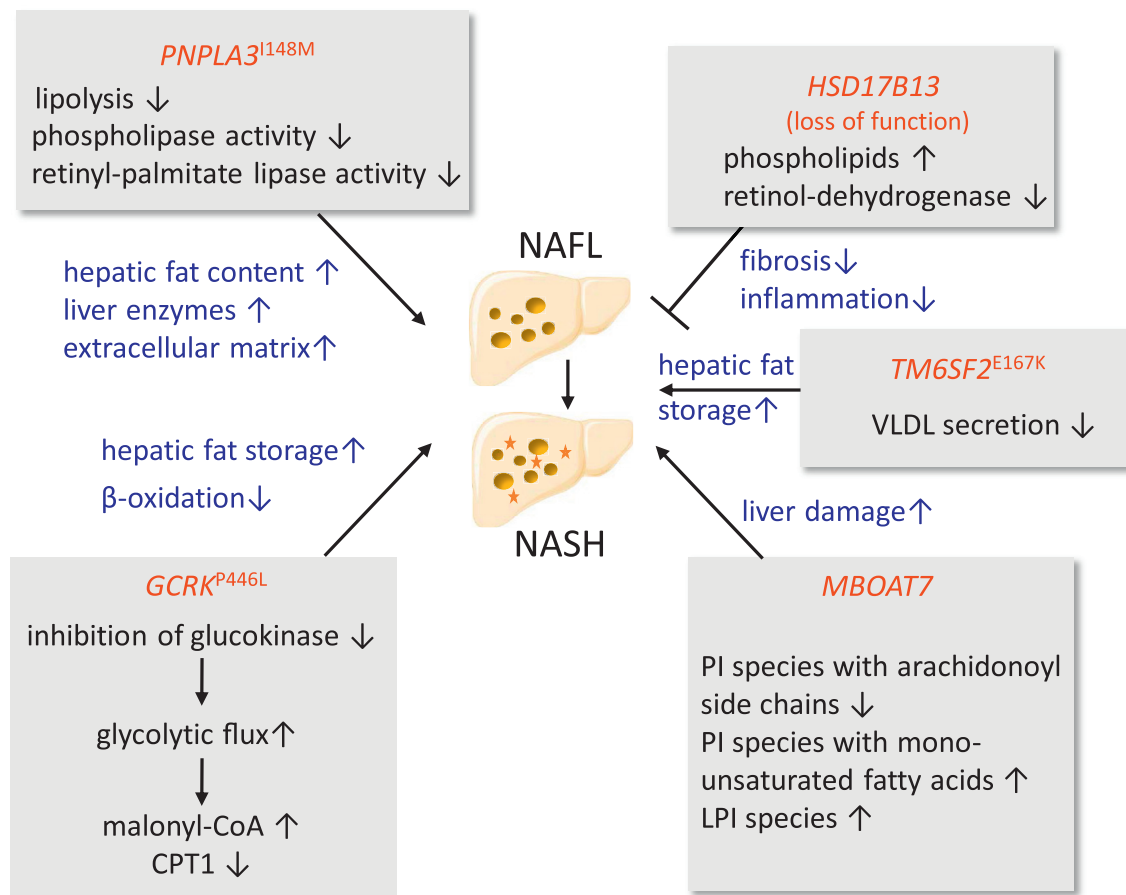 PNPLA3I148M
lipolysis ↓
phospholipase activity ↓
retinyl-palmitate lipase activity ↓
hepatic fat content ↑
liver enzymes ↑
extracellular matrix↑
HSD17B13
(loss of function)
phospholipids ↑
retinol-dehydrogenase ↓
fibrosis↓
inflammation↓
NAFL
NASH
hepatic fat
storage↑
TM6SF2E167K
VLDL secretion ↓
hepatic fat storage↑
β-oxidation↓
GCRKP446L
inhibition of glucokinase ↓
glycolytic flux↑
malonyl-CoA ↑
CPT1 ↓
liver damage↑
MBOAT7
PI species with arachidonoyl
side chains ↓
PI species with mono-
unsaturated fatty acids ↑
LPI species ↑